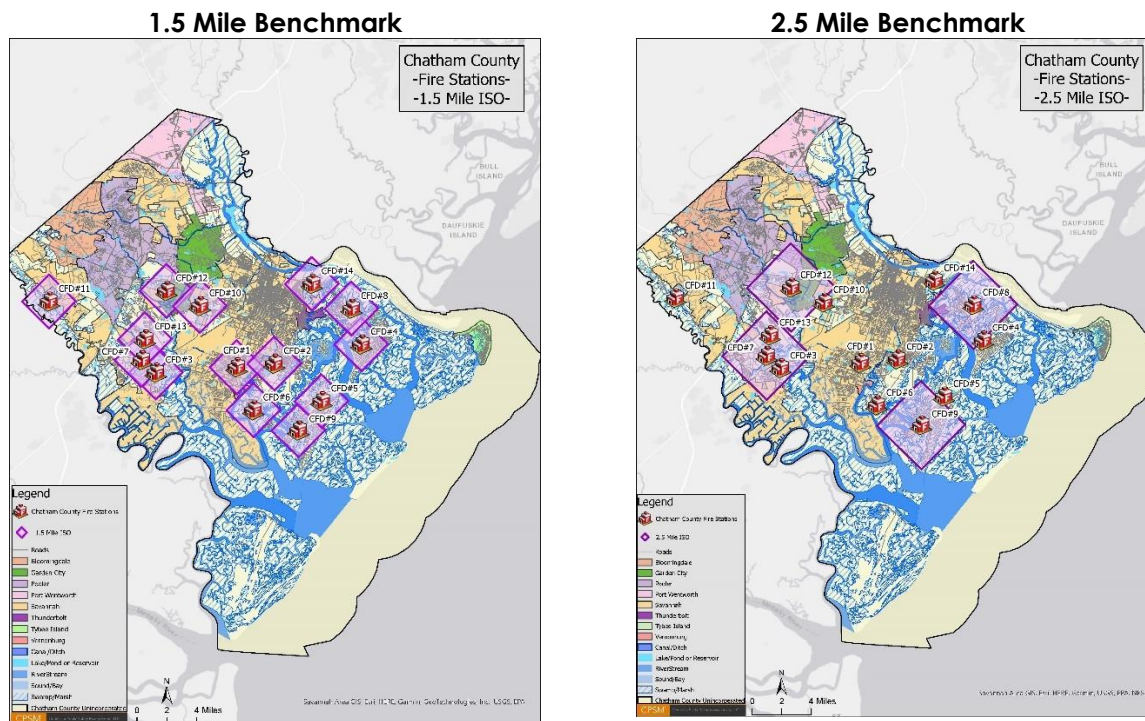 1.5 Mile Benchmark
Chatham County
-Fire Stations-
-1.5 Mile ISO-
BULL
ISLAND
DAUFUSKIE
ISLAND
CFD#14
CFD#12
CFD#11
CFD#10
CFD#8
CFD#13
CFD#4
CFD#7
CFD#3
CFD#1
CFD#2
CFD#5
CFD#6
CFD#9
Legend
Chatham County Fire Stations
1.5 Mile ISO
Roads
Bloomingdale
Garden City
Pooler
Port Wentworth
Savannah
Thunderbolt
Tybee Island
Vernonburg
Canal/Ditch
Lake/Pond or Reservoir
River/Stream
Sound/Bay
Swamp/Marsh
Chatham County Unincorporated
CPSM
N
0 2 4 Miles
2.5 Mile Benchmark
Chatham County
-Fire Stations-
-2.5 Mile ISO-
BULL
ISLAND
DAUFUSKIE
ISLAND
CFD#14
CFD#12
CFD#11
CFD#10
CFD#8
CFD#13
CFD#4
CFD#7
CFD#3
CFD#1
CFD#2
CFD#5
CFD#6
CFD#9
Legend
Chatham County Fire Stations
2.5 Mile ISO
Roads
Bloomingdale
Garden City
Pooler
Port Wentworth
Savannah
Thunderbolt
Tybee Island
Vernonburg
Canal/Ditch
Lake/Pond or Reservoir
River/Stream
Sound/Bay
Swamp/Marsh
Chatham County Unincorporated
CPSM
N
0 2 4 Miles